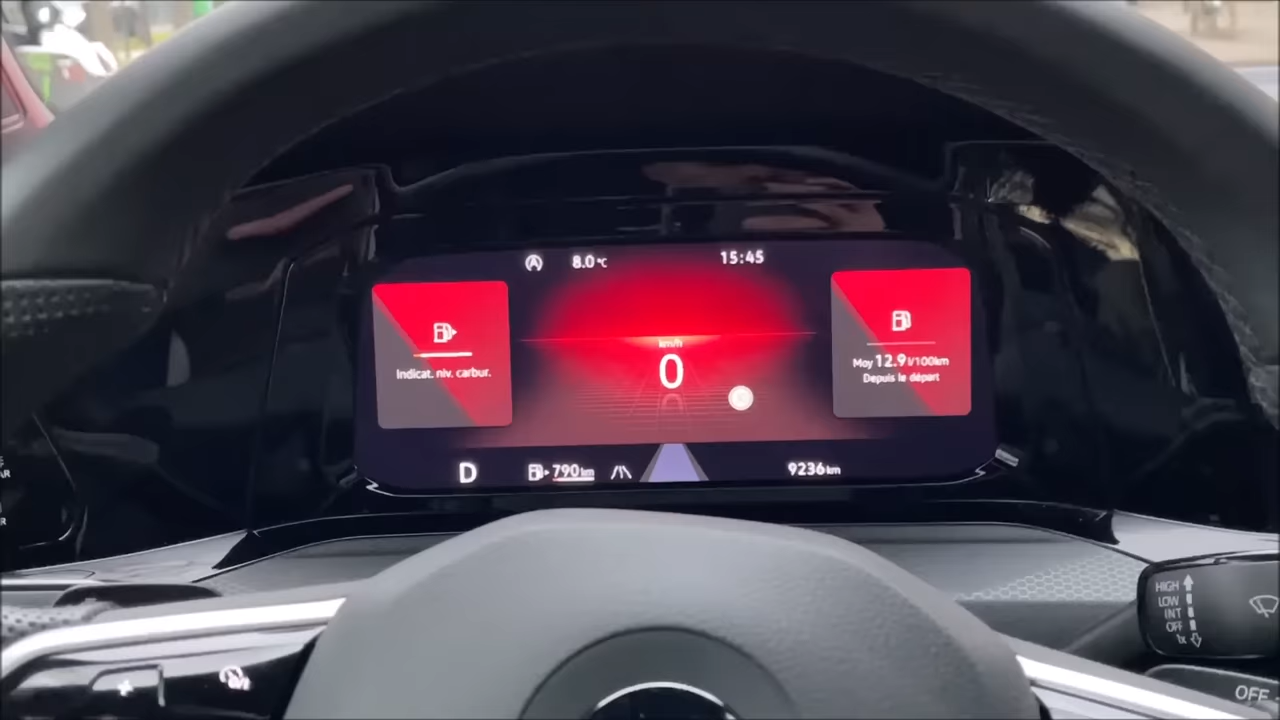 8.0 °C
15:45
Indicat. niv. carbur.
km/h
0
Moy 12.9 l/100km
Depuis le départ
D
790 km
9236 km
HIGH
LOW
INT
OFF
1x
OFF